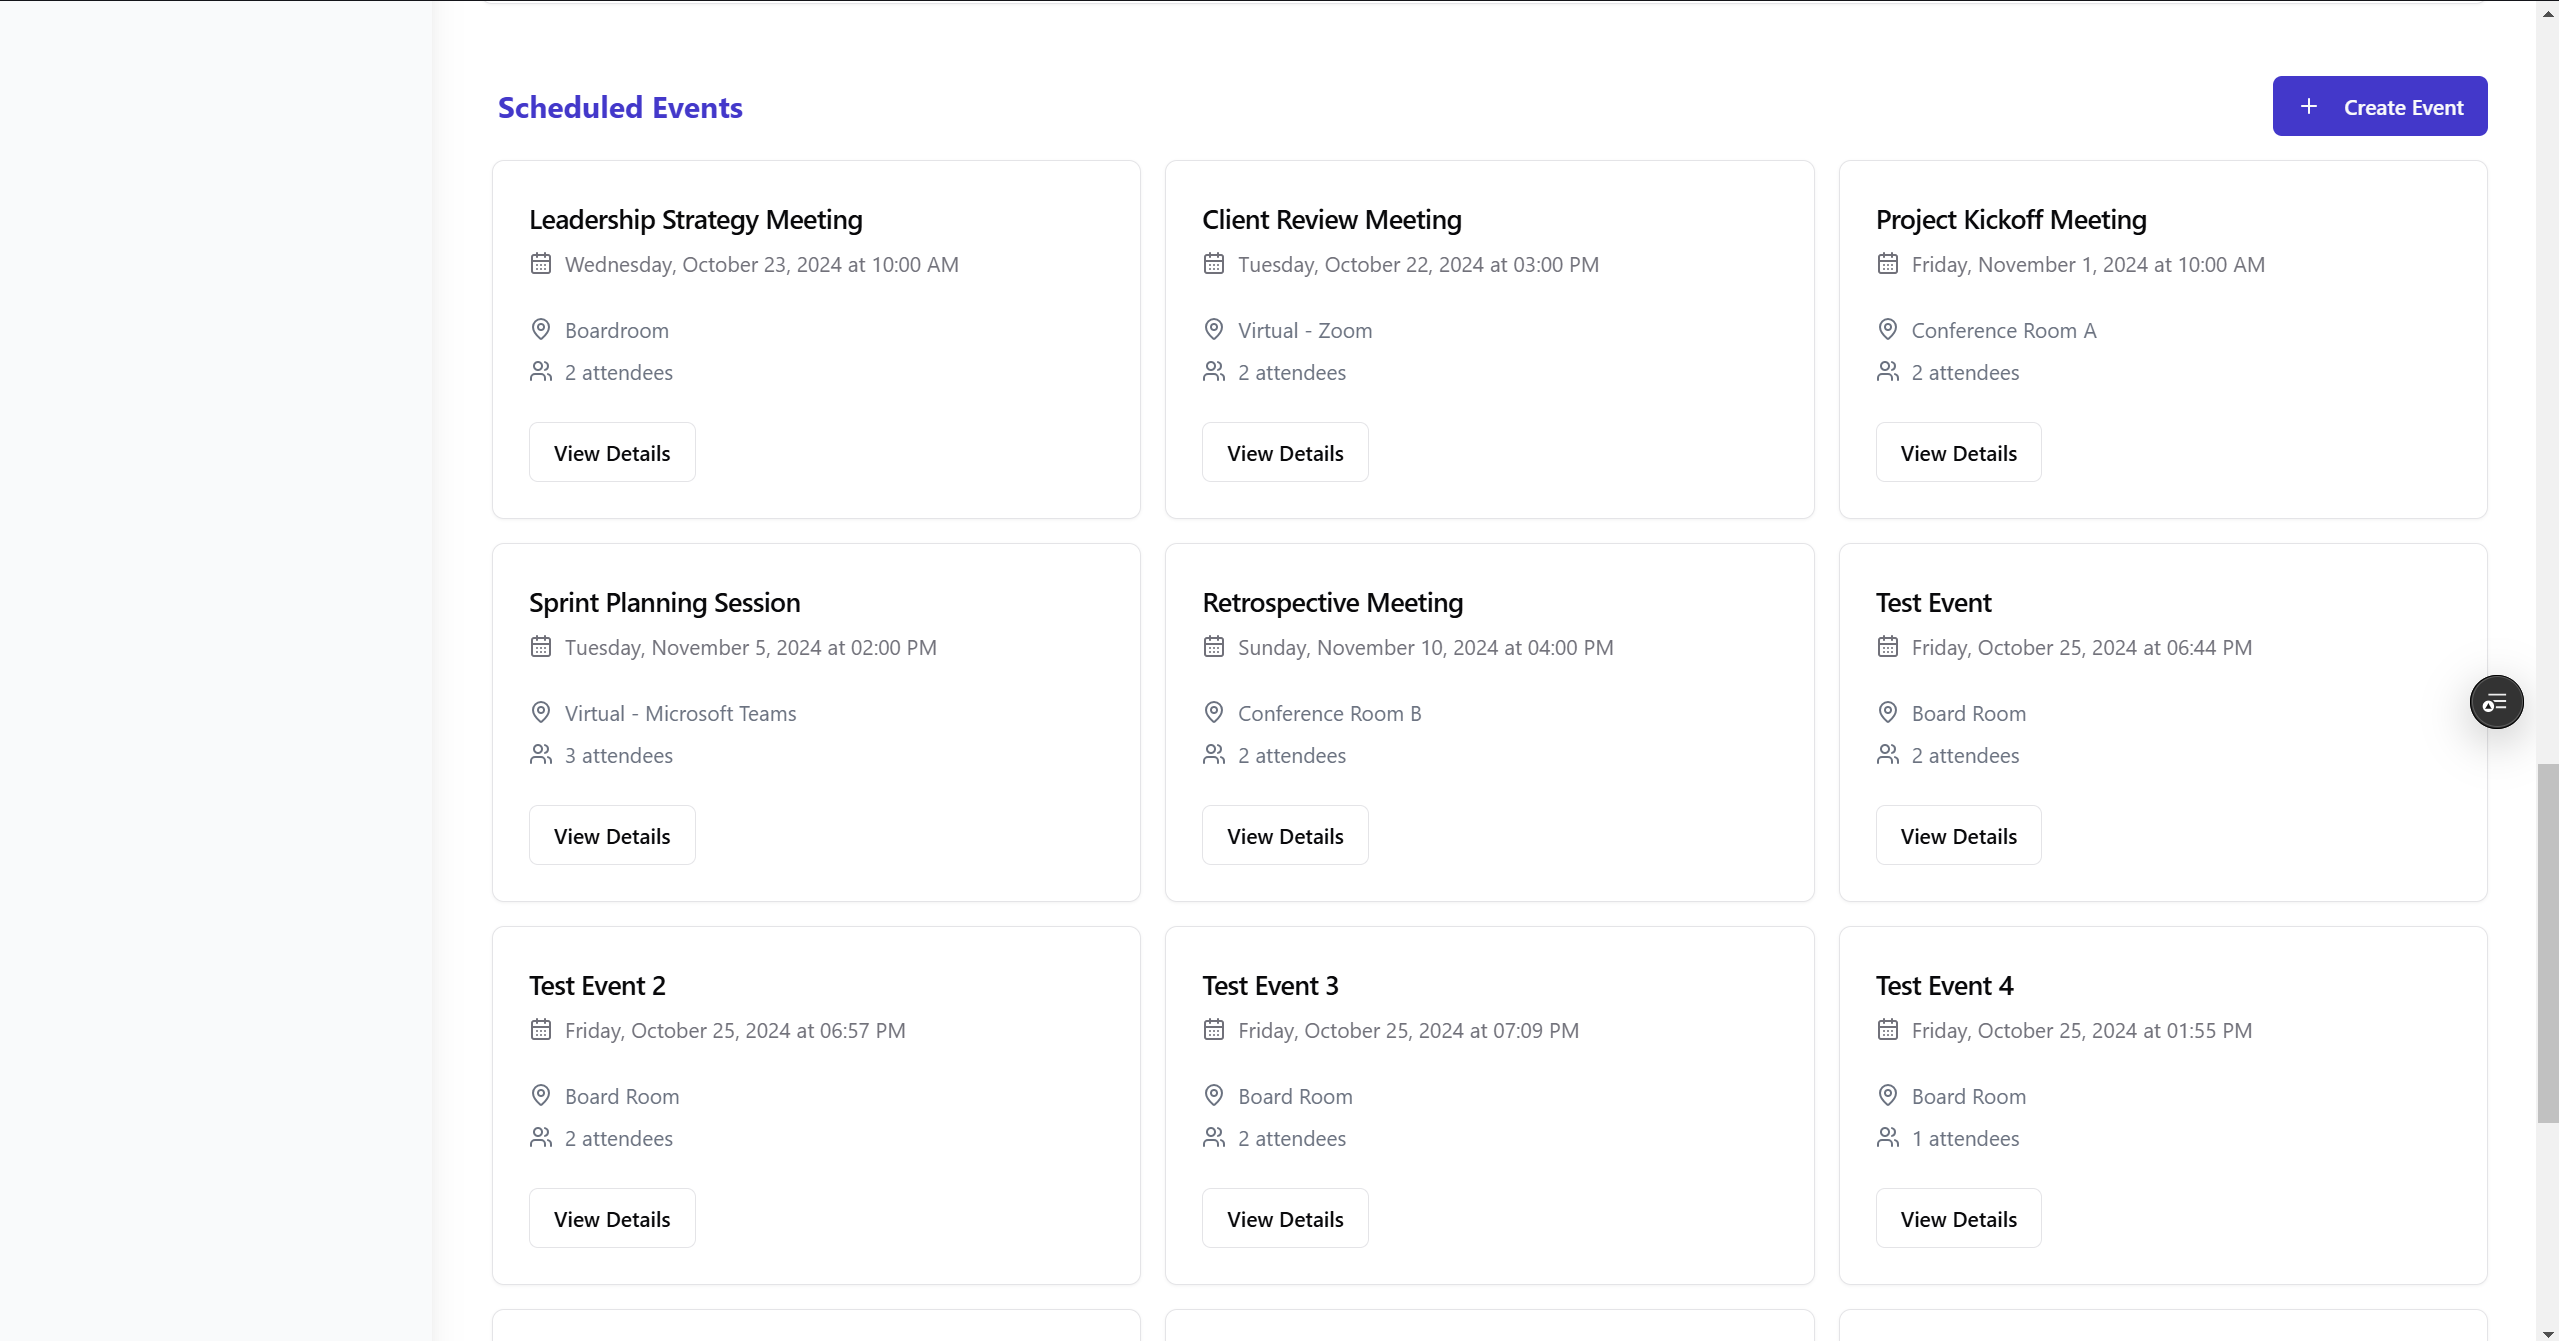 Scheduled Events
Create Event
Leadership Strategy Meeting
Wednesday, October 23, 2024 at 10:00 AM
Boardroom
2 attendees
View Details
Client Review Meeting
Tuesday, October 22, 2024 at 03:00 PM
Virtual - Zoom
2 attendees
View Details
Project Kickoff Meeting
Friday, November 1, 2024 at 10:00 AM
Conference Room A
2 attendees
View Details
Sprint Planning Session
Tuesday, November 5, 2024 at 02:00 PM
Virtual - Microsoft Teams
3 attendees
View Details
Retrospective Meeting
Sunday, November 10, 2024 at 04:00 PM
Conference Room B
2 attendees
View Details
Test Event
Friday, October 25, 2024 at 06:44 PM
Board Room
2 attendees
View Details
Test Event 2
Friday, October 25, 2024 at 06:57 PM
Board Room
2 attendees
View Details
Test Event 3
Friday, October 25, 2024 at 07:09 PM
Board Room
2 attendees
View Details
Test Event 4
Friday, October 25, 2024 at 01:55 PM
Board Room
1 attendees
View Details